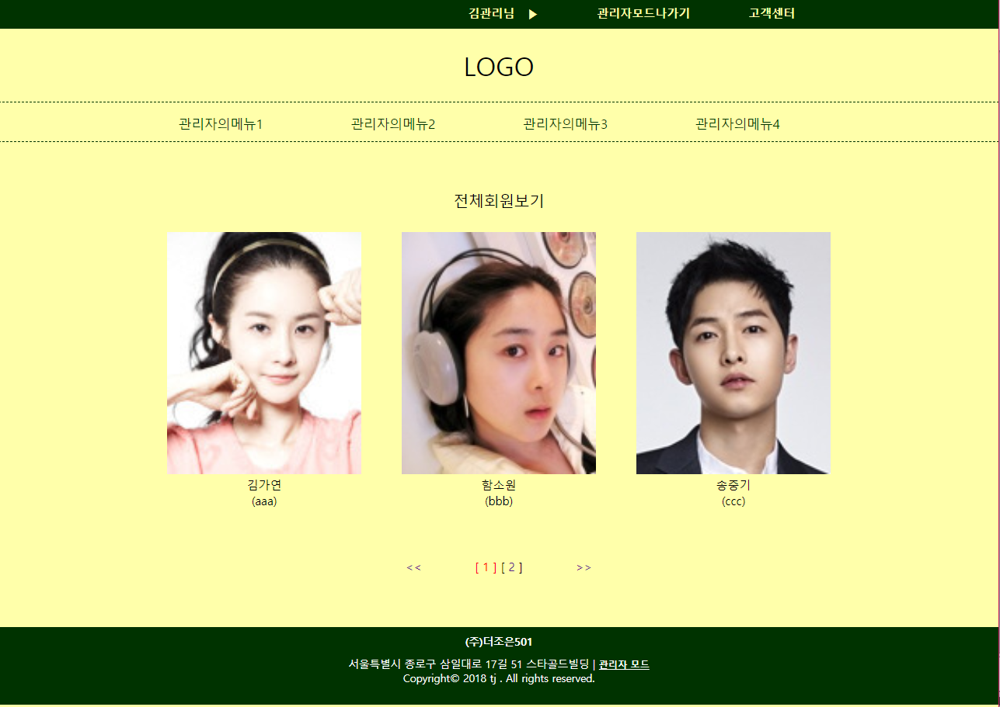 김관리님 ▶ 관리자모드나가기 고객센터
LOGO
관리자의메뉴1 관리자의메뉴2 관리자의메뉴3 관리자의메뉴4
전체회원보기
김가연 함소원 송중기
(aaa) (bbb) (ccc)
<< [ 1 ] [ 2 ] >>
(주)더조은501
서울특별시 종로구 삼일대로 17길 51 스타골드빌딩 | 관리자 모드
Copyright© 2018 tj . All rights reserved.